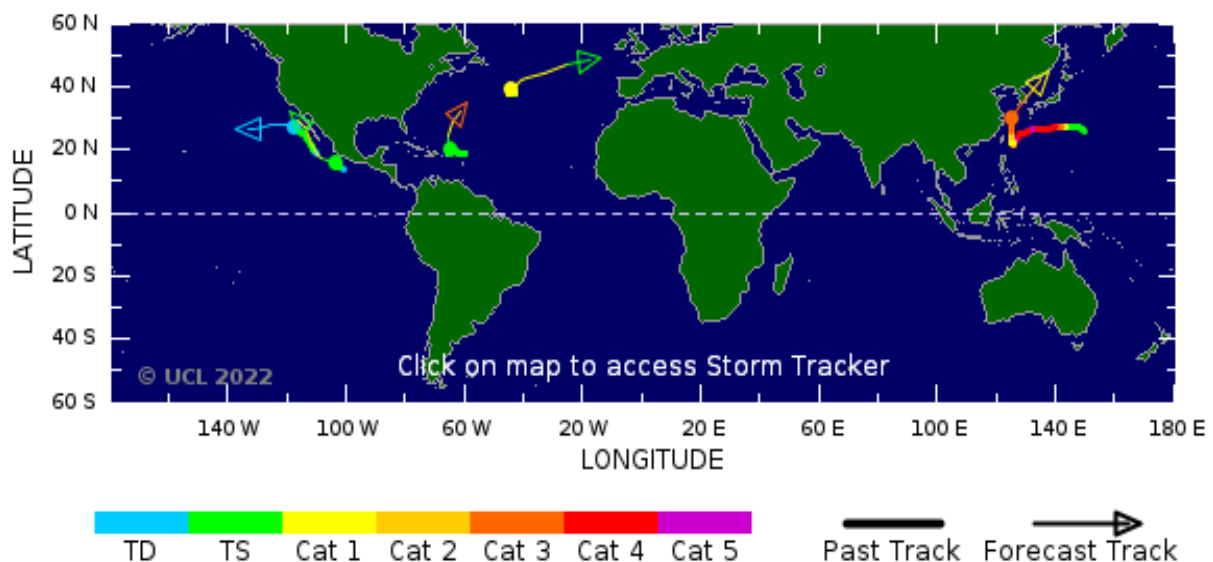 60 N
40 N
20 N
0 N
20 S
40 S
60 S
LATITUDE
Click on map to access Storm Tracker
© UCL 2022
140 W 100 W 60 W 20 W 20 E 60 E 100 E 140 E 180 E
LONGITUDE
TD TS Cat 1 Cat 2 Cat 3 Cat 4 Cat 5 Past Track Forecast Track